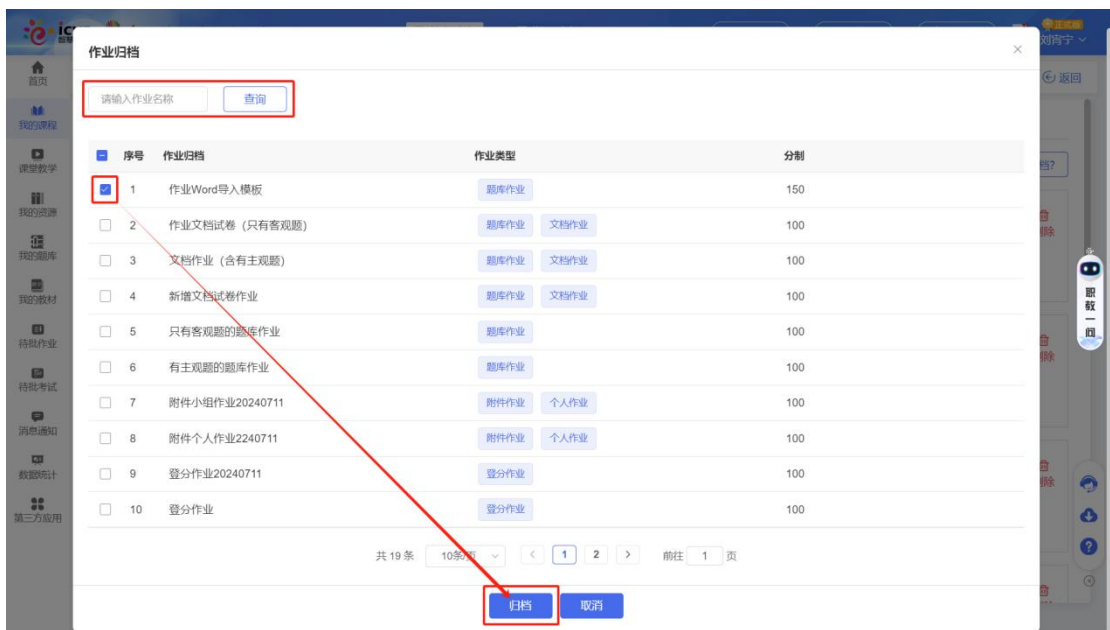 正式版
刘宵宁
作业归档
首页
返回
请输入作业名称 查询
我的课程
序号 作业归档 作业类型 分制
课堂教学
1 作业Word导入模板 题库作业 150
我的资源
2 作业文档试卷（只有客观题） 题库作业 文档作业 100
我的题库
3 文档作业（含有主观题） 题库作业 文档作业 100
我的教材
4 新增文档试卷作业 题库作业 文档作业 100
职教一问
待批作业
5 只有客观题的题库作业 题库作业 100
6 有主观题的题库作业 题库作业 100
待批考试
7 附件小组作业20240711 附件作业 个人作业 100
消息通知
8 附件个人作业2240711 附件作业 个人作业 100
数据统计
9 登分作业20240711 登分作业 100
第三方应用
10 登分作业 登分作业 100
共 19 条 10条/页 < 1 2 > 前往 1 页
归档 取消